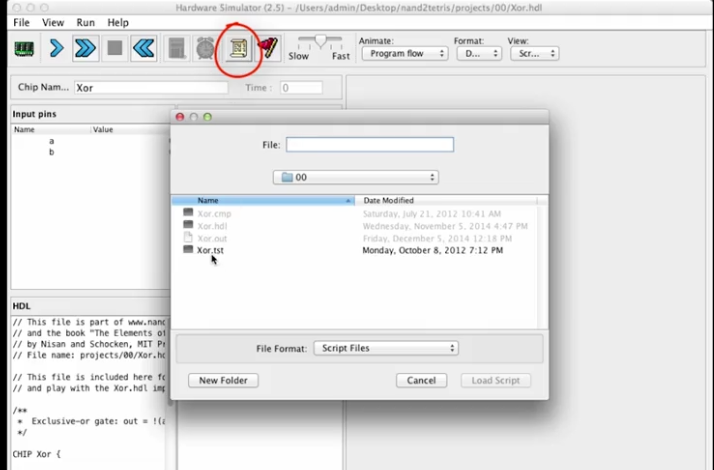 Hardware Simulator (2.5) - /Users/admin/Desktop/nand2tetris/projects/00/Xor.hdl
File View Run Help
Slow Fast
Animate:
Program flow
Format:
D...
View:
Scr...
Chip Nam... Xor
Time : 0
Input pins
Name Value
a
b
File:
00
Name Date Modified
Xor.cmp Saturday, July 21, 2012 10:41 AM
Xor.hdl Wednesday, November 5, 2014 4:47 PM
Xor.out Friday, December 5, 2014 12:18 PM
Xor.tst Monday, October 8, 2012 7:12 PM
File Format: Script Files
New Folder Cancel Load Script
HDL
// This file is part of www.nand
// and the book "The Elements of
// by Nisan and Schocken, MIT Pr
// File name: projects/00/Xor.hd
// This file is included here fo
// and play with the Xor.hdl imp
/**
* Exclusive-or gate: out = !(a
*/
CHIP Xor {